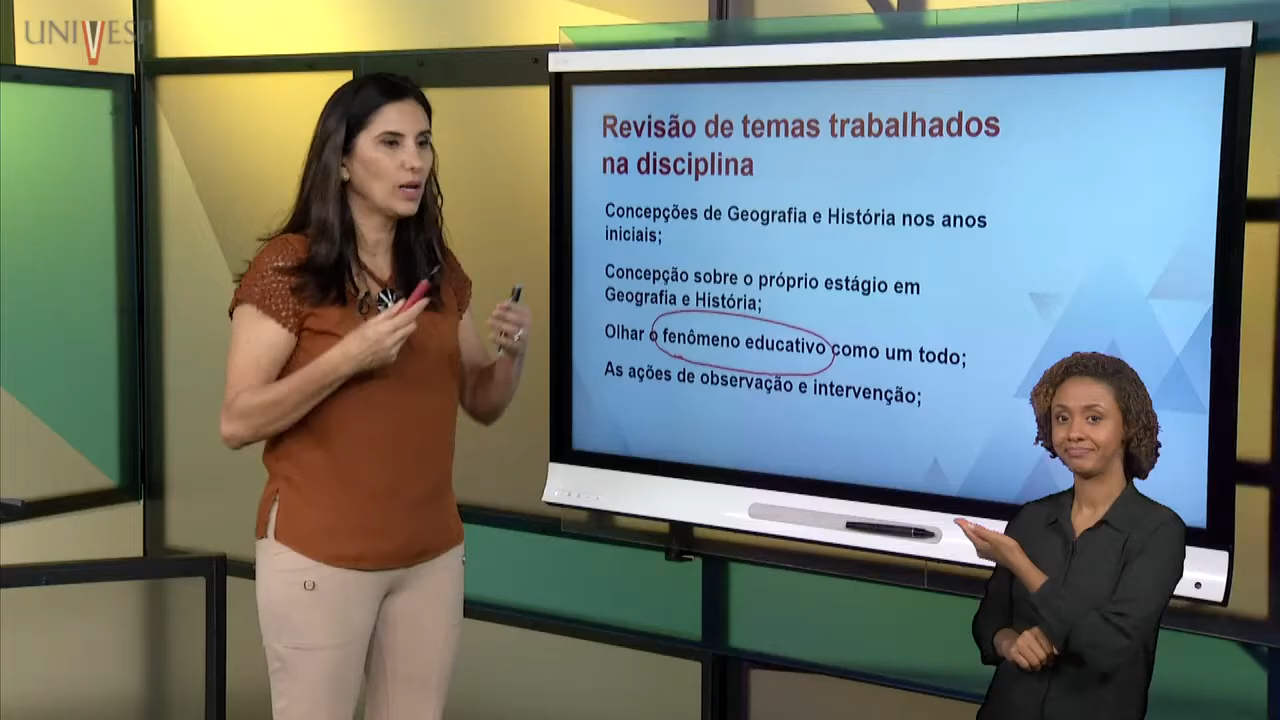 UNIVESP
Revisão de temas trabalhados
na disciplina
Concepções de Geografia e História nos anos
iniciais;
Concepção sobre o próprio estágio em
Geografia e História;
Olhar o fenômeno educativo como um todo;
As ações de observação e intervenção;